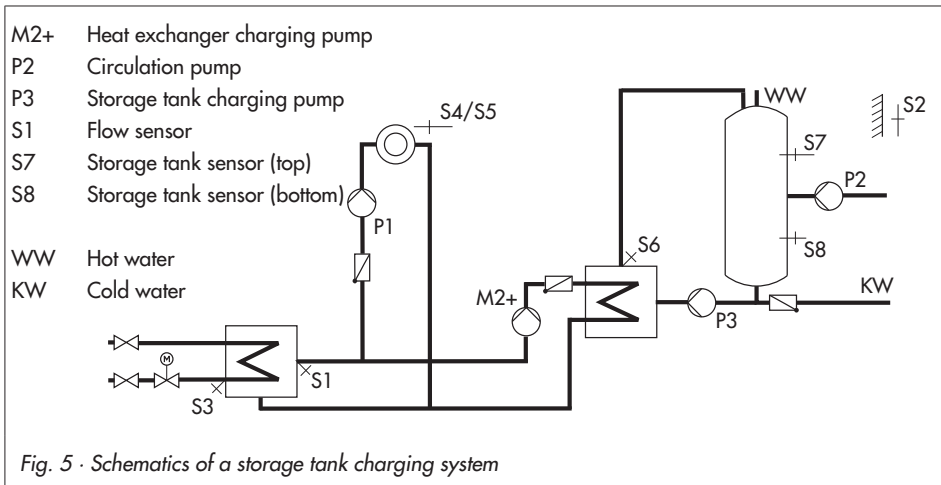 M2+ Heat exchanger charging pump
P2 Circulation pump
P3 Storage tank charging pump
S1 Flow sensor
S7 Storage tank sensor (top)
S8 Storage tank sensor (bottom)
WW Hot water
KW Cold water
S4/S5
P1
WW
S2
S7
P2
S8
S6
KW
M2+
P3
M
S1
S3
Fig. 5 · Schematics of a storage tank charging system